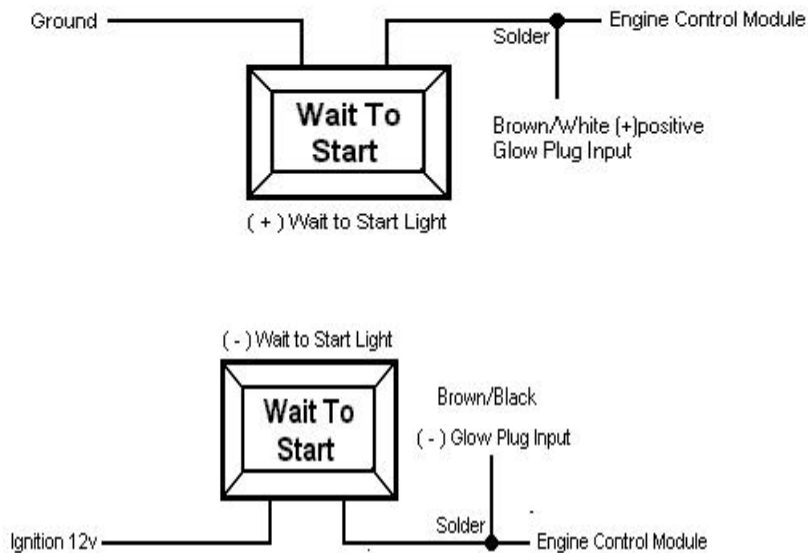 Ground
Engine Control Module
Solder
Wait To
Start
Brown/White (+)positive
Glow Plug Input
( + ) Wait to Start Light
( - ) Wait to Start Light
Wait To
Start
Brown/Black
( - ) Glow Plug Input
Solder
Ignition 12v
Engine Control Module